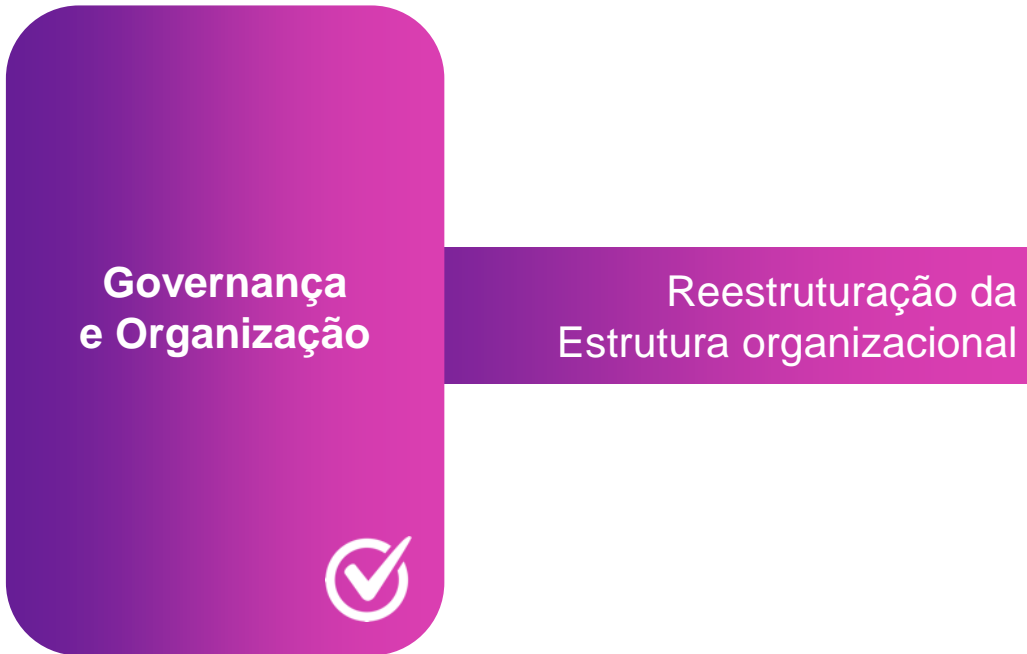 Governança
e Organização
Reestruturação da
Estrutura organizacional